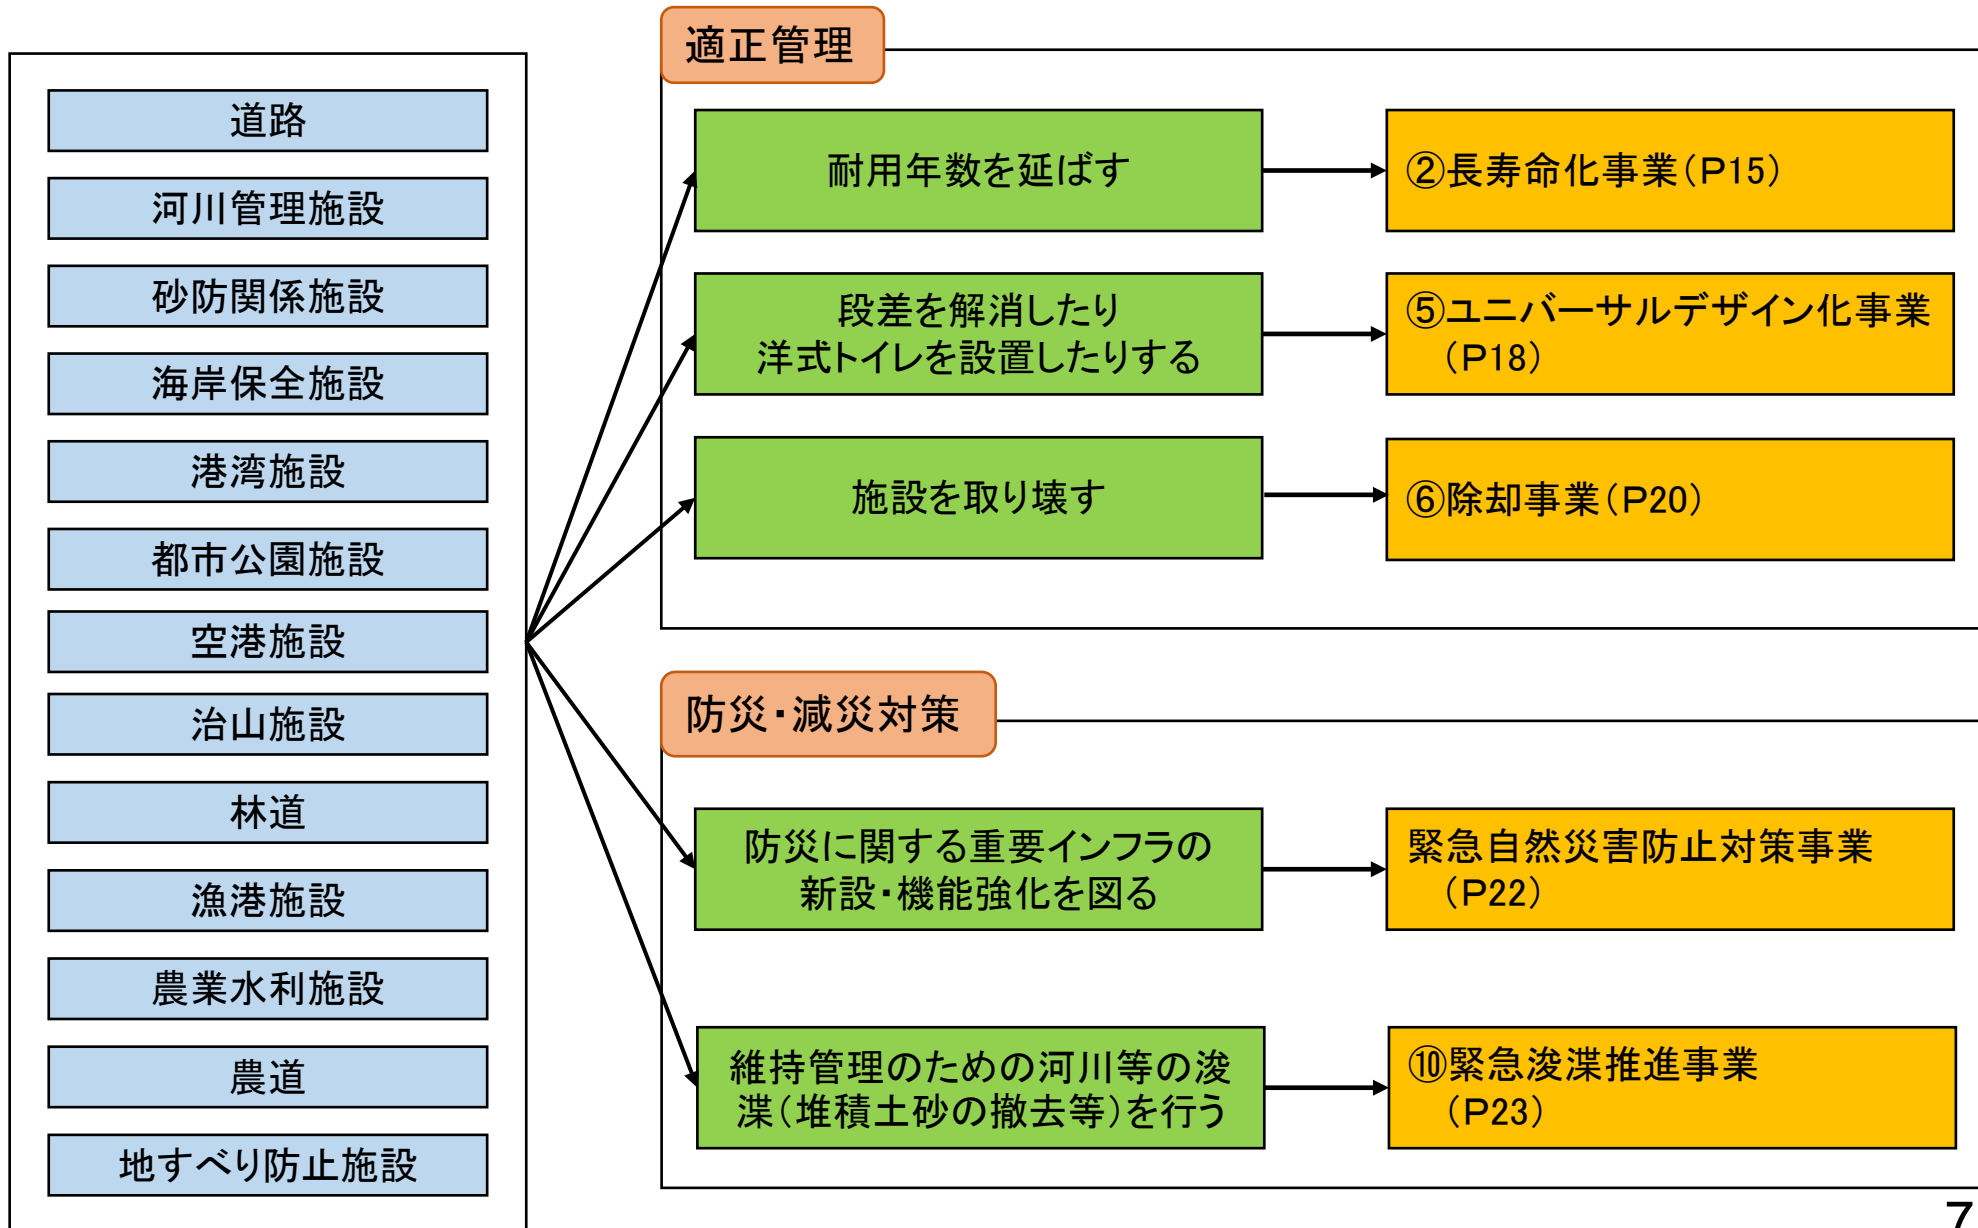 道路
河川管理施設
砂防関係施設
海岸保全施設
港湾施設
都市公園施設
空港施設
治山施設
林道
漁港施設
農業水利施設
農道
地すべり防止施設
適正管理
耐用年数を延ばす
②長寿命化事業（P15）
段差を解消したり
洋式トイレを設置したりする
⑤ユニバーサルデザイン化事業
（P18）
施設を取り壊す
⑥除却事業（P20）
防災・減災対策
防災に関する重要インフラの
新設・機能強化を図る
緊急自然災害防止対策事業
（P22）
維持管理のための河川等の浚
渫（堆積土砂の撤去等）を行う
⑩緊急浚渫推進事業
（P23）
7